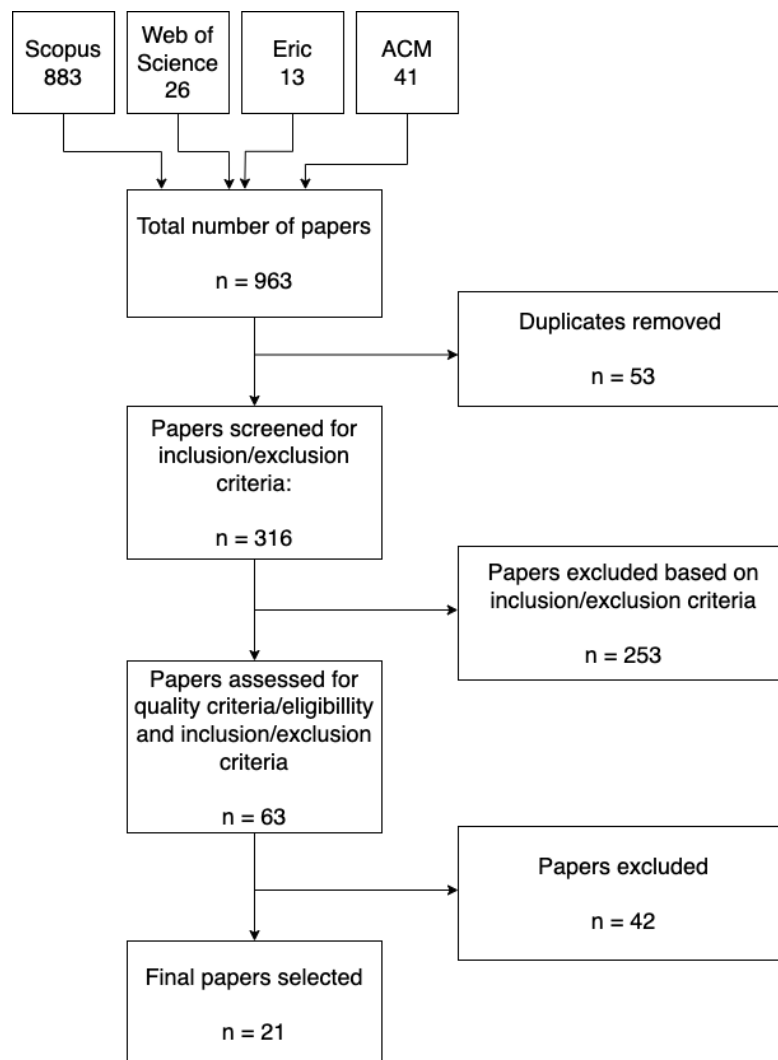 Scopus
883
Web of
Science
26
Eric
13
ACM
41
Total number of papers
n = 963
Duplicates removed
n = 53
Papers screened for
inclusion/exclusion
criteria:
n = 316
Papers excluded based on
inclusion/exclusion criteria
n = 253
Papers assessed for
quality criteria/eligibillity
and inclusion/exclusion
criteria
n = 63
Papers excluded
n = 42
Final papers selected
n = 21